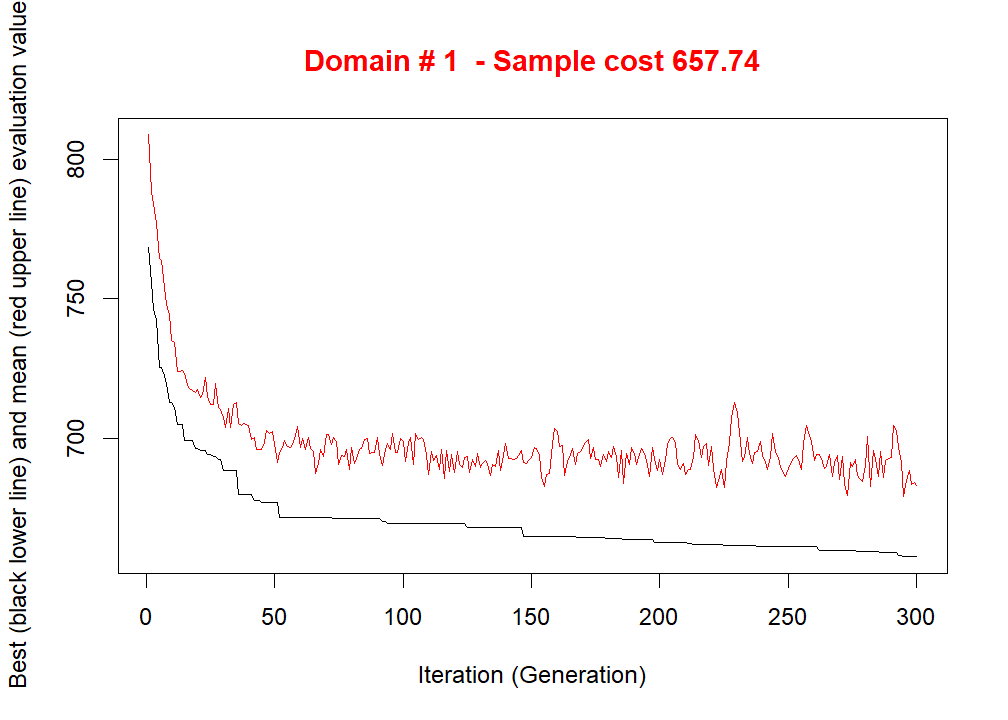 Domain # 1  - Sample cost 657.74
Best (black lower line) and mean (red upper line) evaluation value
800
750
700
0 50 100 150 200 250 300
Iteration (Generation)